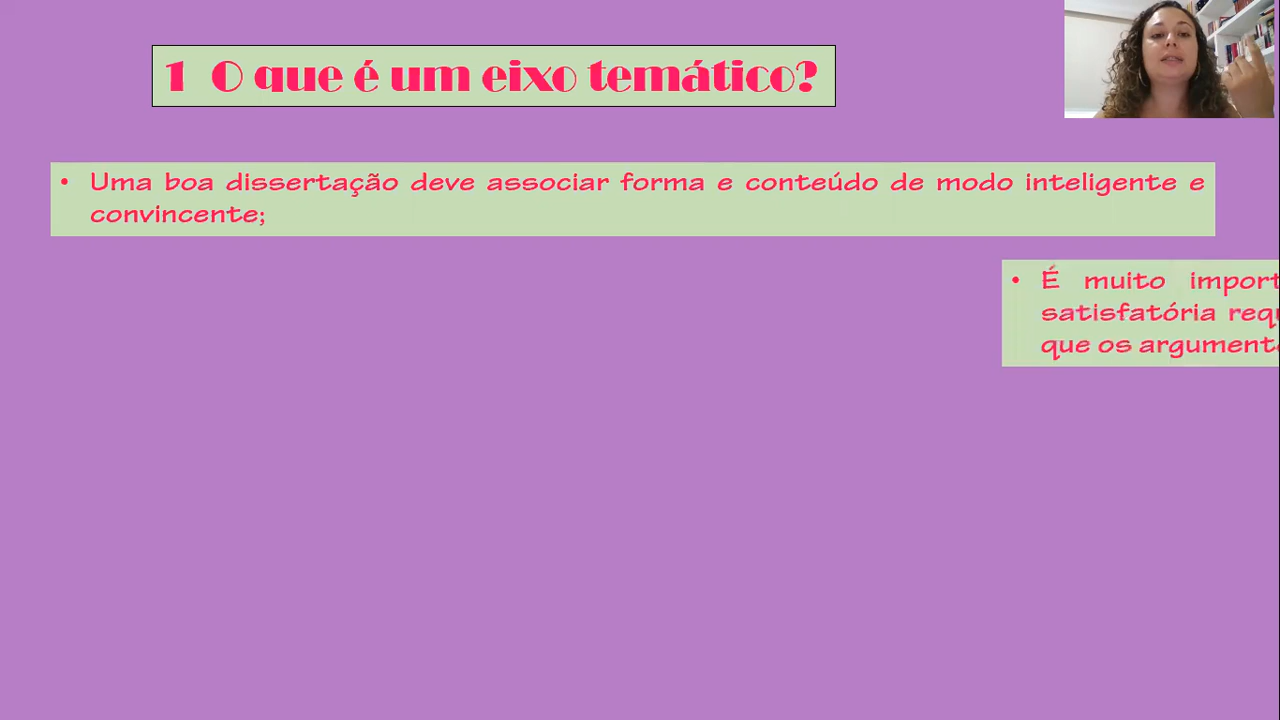 1 O que é um eixo temático?
• Uma boa dissertação deve associar forma e conteúdo de modo inteligente e
convincente;
• É muito
satisfatória
que os